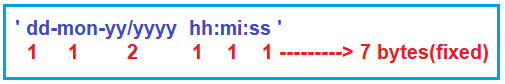 ' dd-mon-yy/yyyy hh:mi:ss '
1 1 2 1 1 1 ---------> 7 bytes(fixed)